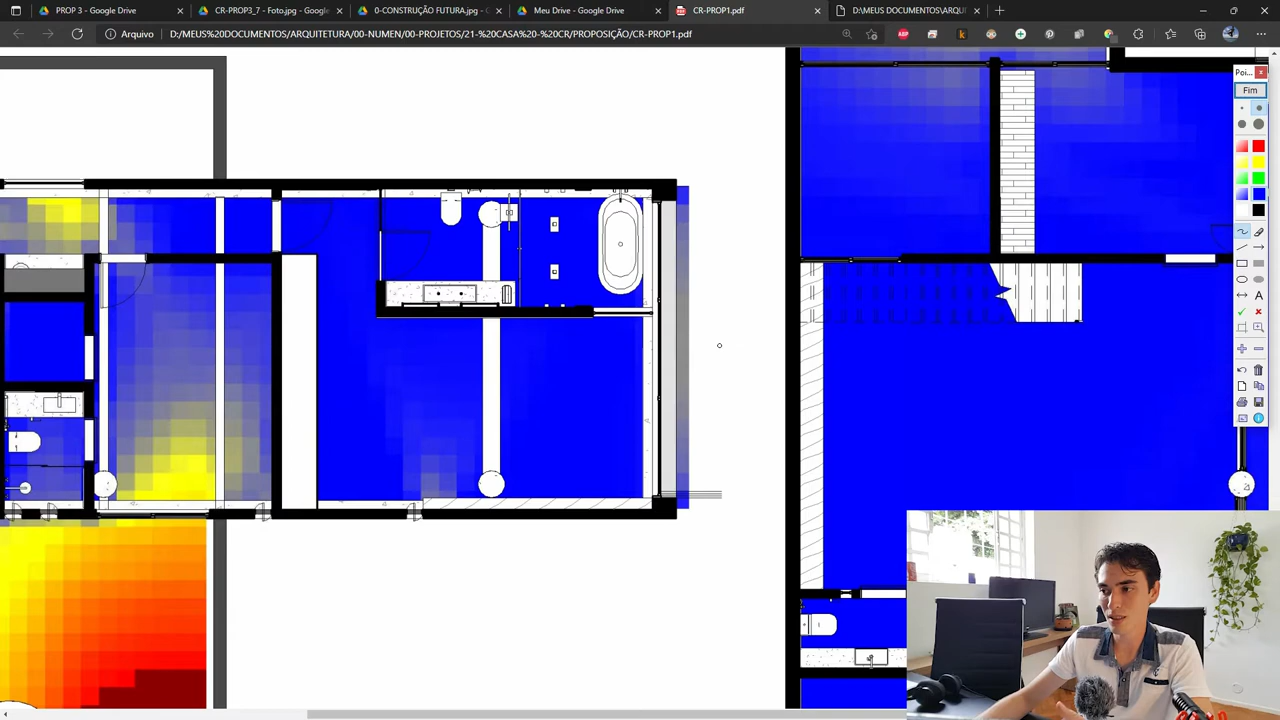 PROP 3 - Google Drive
CR-PROP3_7 - Foto.jpg - Google
0-CONSTRUÇÃO FUTURA.jpg - G
Meu Drive - Google Drive
CR-PROP1.pdf
D:\MEUS DOCUMENTOS\ARQUI
Arquivo
D:/MEUS%20DOCUMENTOS/ARQUITETURA/00-NUMEN/00-PROJETOS/21-%20CASA%20-%20CR/PROPOSIÇÃO/CR-PROP1.pdf
Poi...
Fim
A